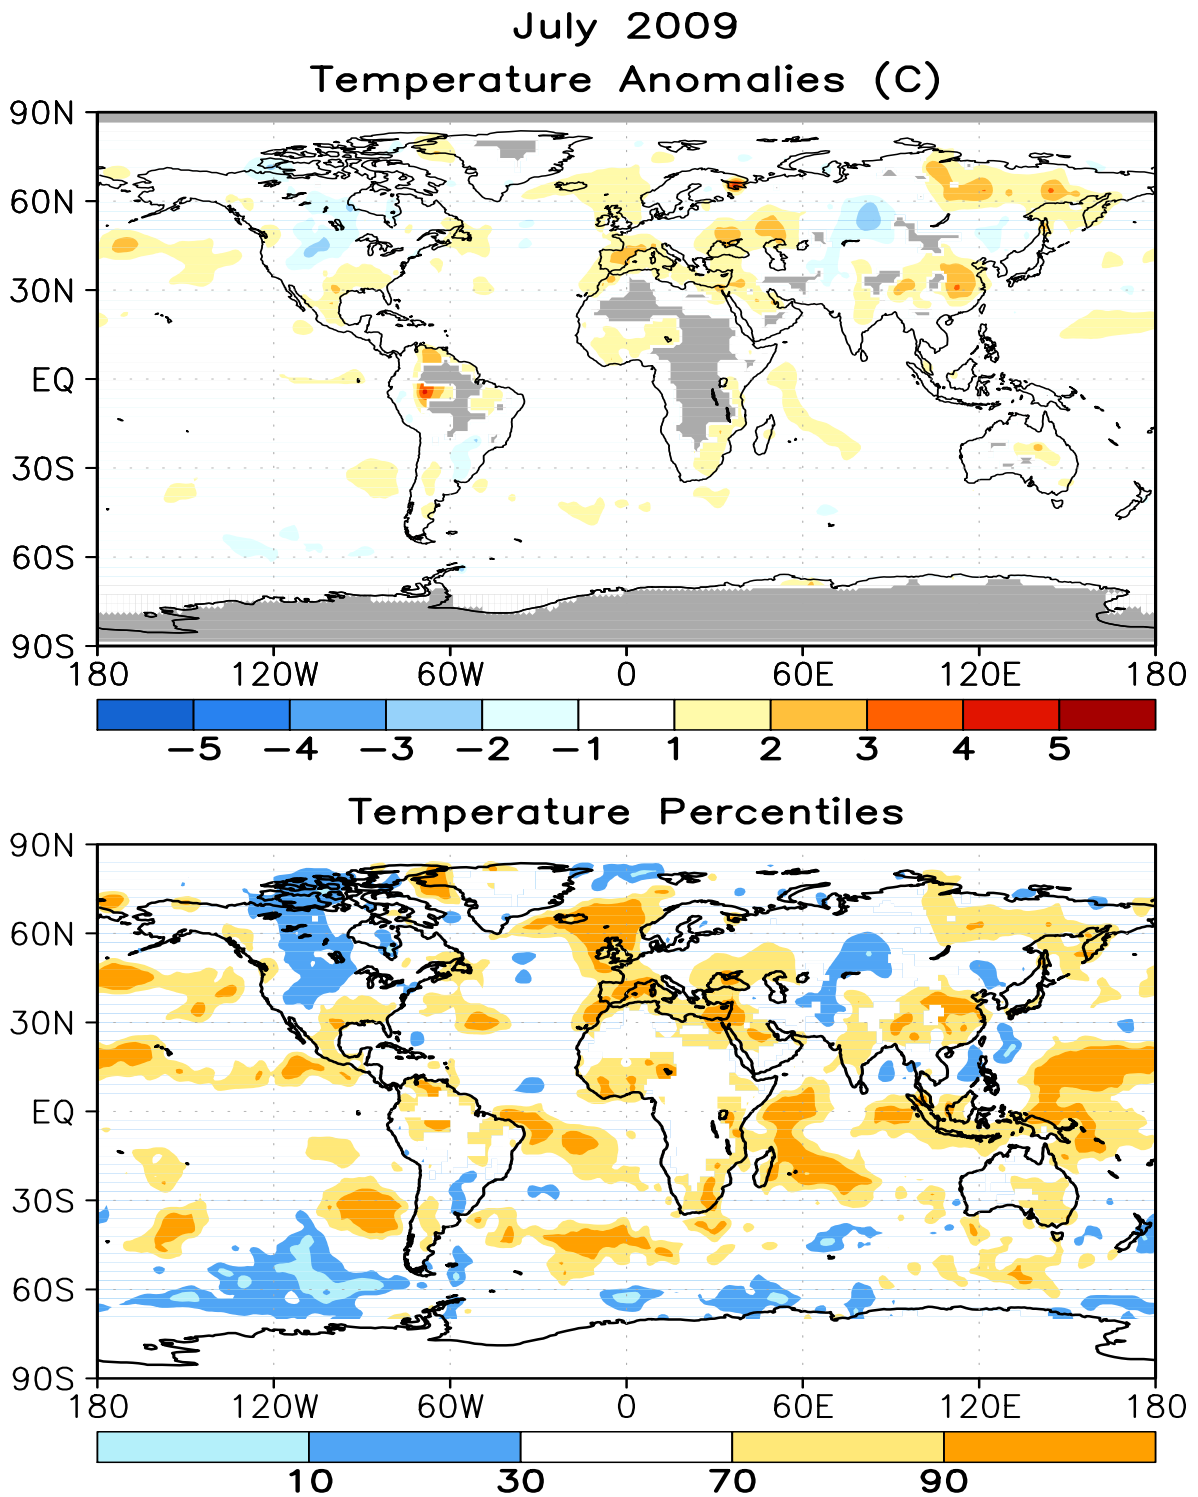 July 2009
Temperature Anomalies (C)
90N
60N
30N
EQ
30S
60S
90S
180 120W 60W 0 60E 120E 180
−5 −4 −3 −2 −1 1 2 3 4 5
Temperature Percentiles
90N
60N
30N
EQ
30S
60S
90S
180 120W 60W 0 60E 120E 180
10 30 70 90